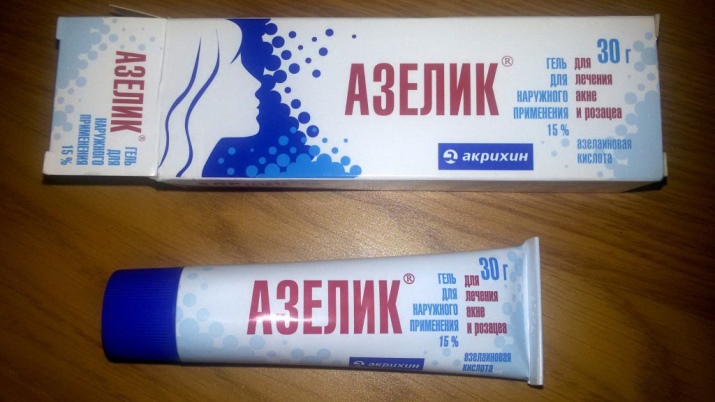 АЗЕЛИК®
ГЕЛЬ
ДЛЯ
НАРУЖНОГО
ПРИМЕНЕНИЯ
15 %
АЗЕЛИК®
ГЕЛЬ
ДЛЯ
НАРУЖНОГО
ПРИМЕНЕНИЯ
15 %
для
лечения
акне
и розацеа
30 г
азелаиновая
кислота
акрихин
АЗЕЛИК®
ГЕЛЬ
ДЛЯ
НАРУЖНОГО
ПРИМЕНЕНИЯ
15 %
для
лечения
акне
и розацеа
30 г
азелаиновая
кислота
акрихин